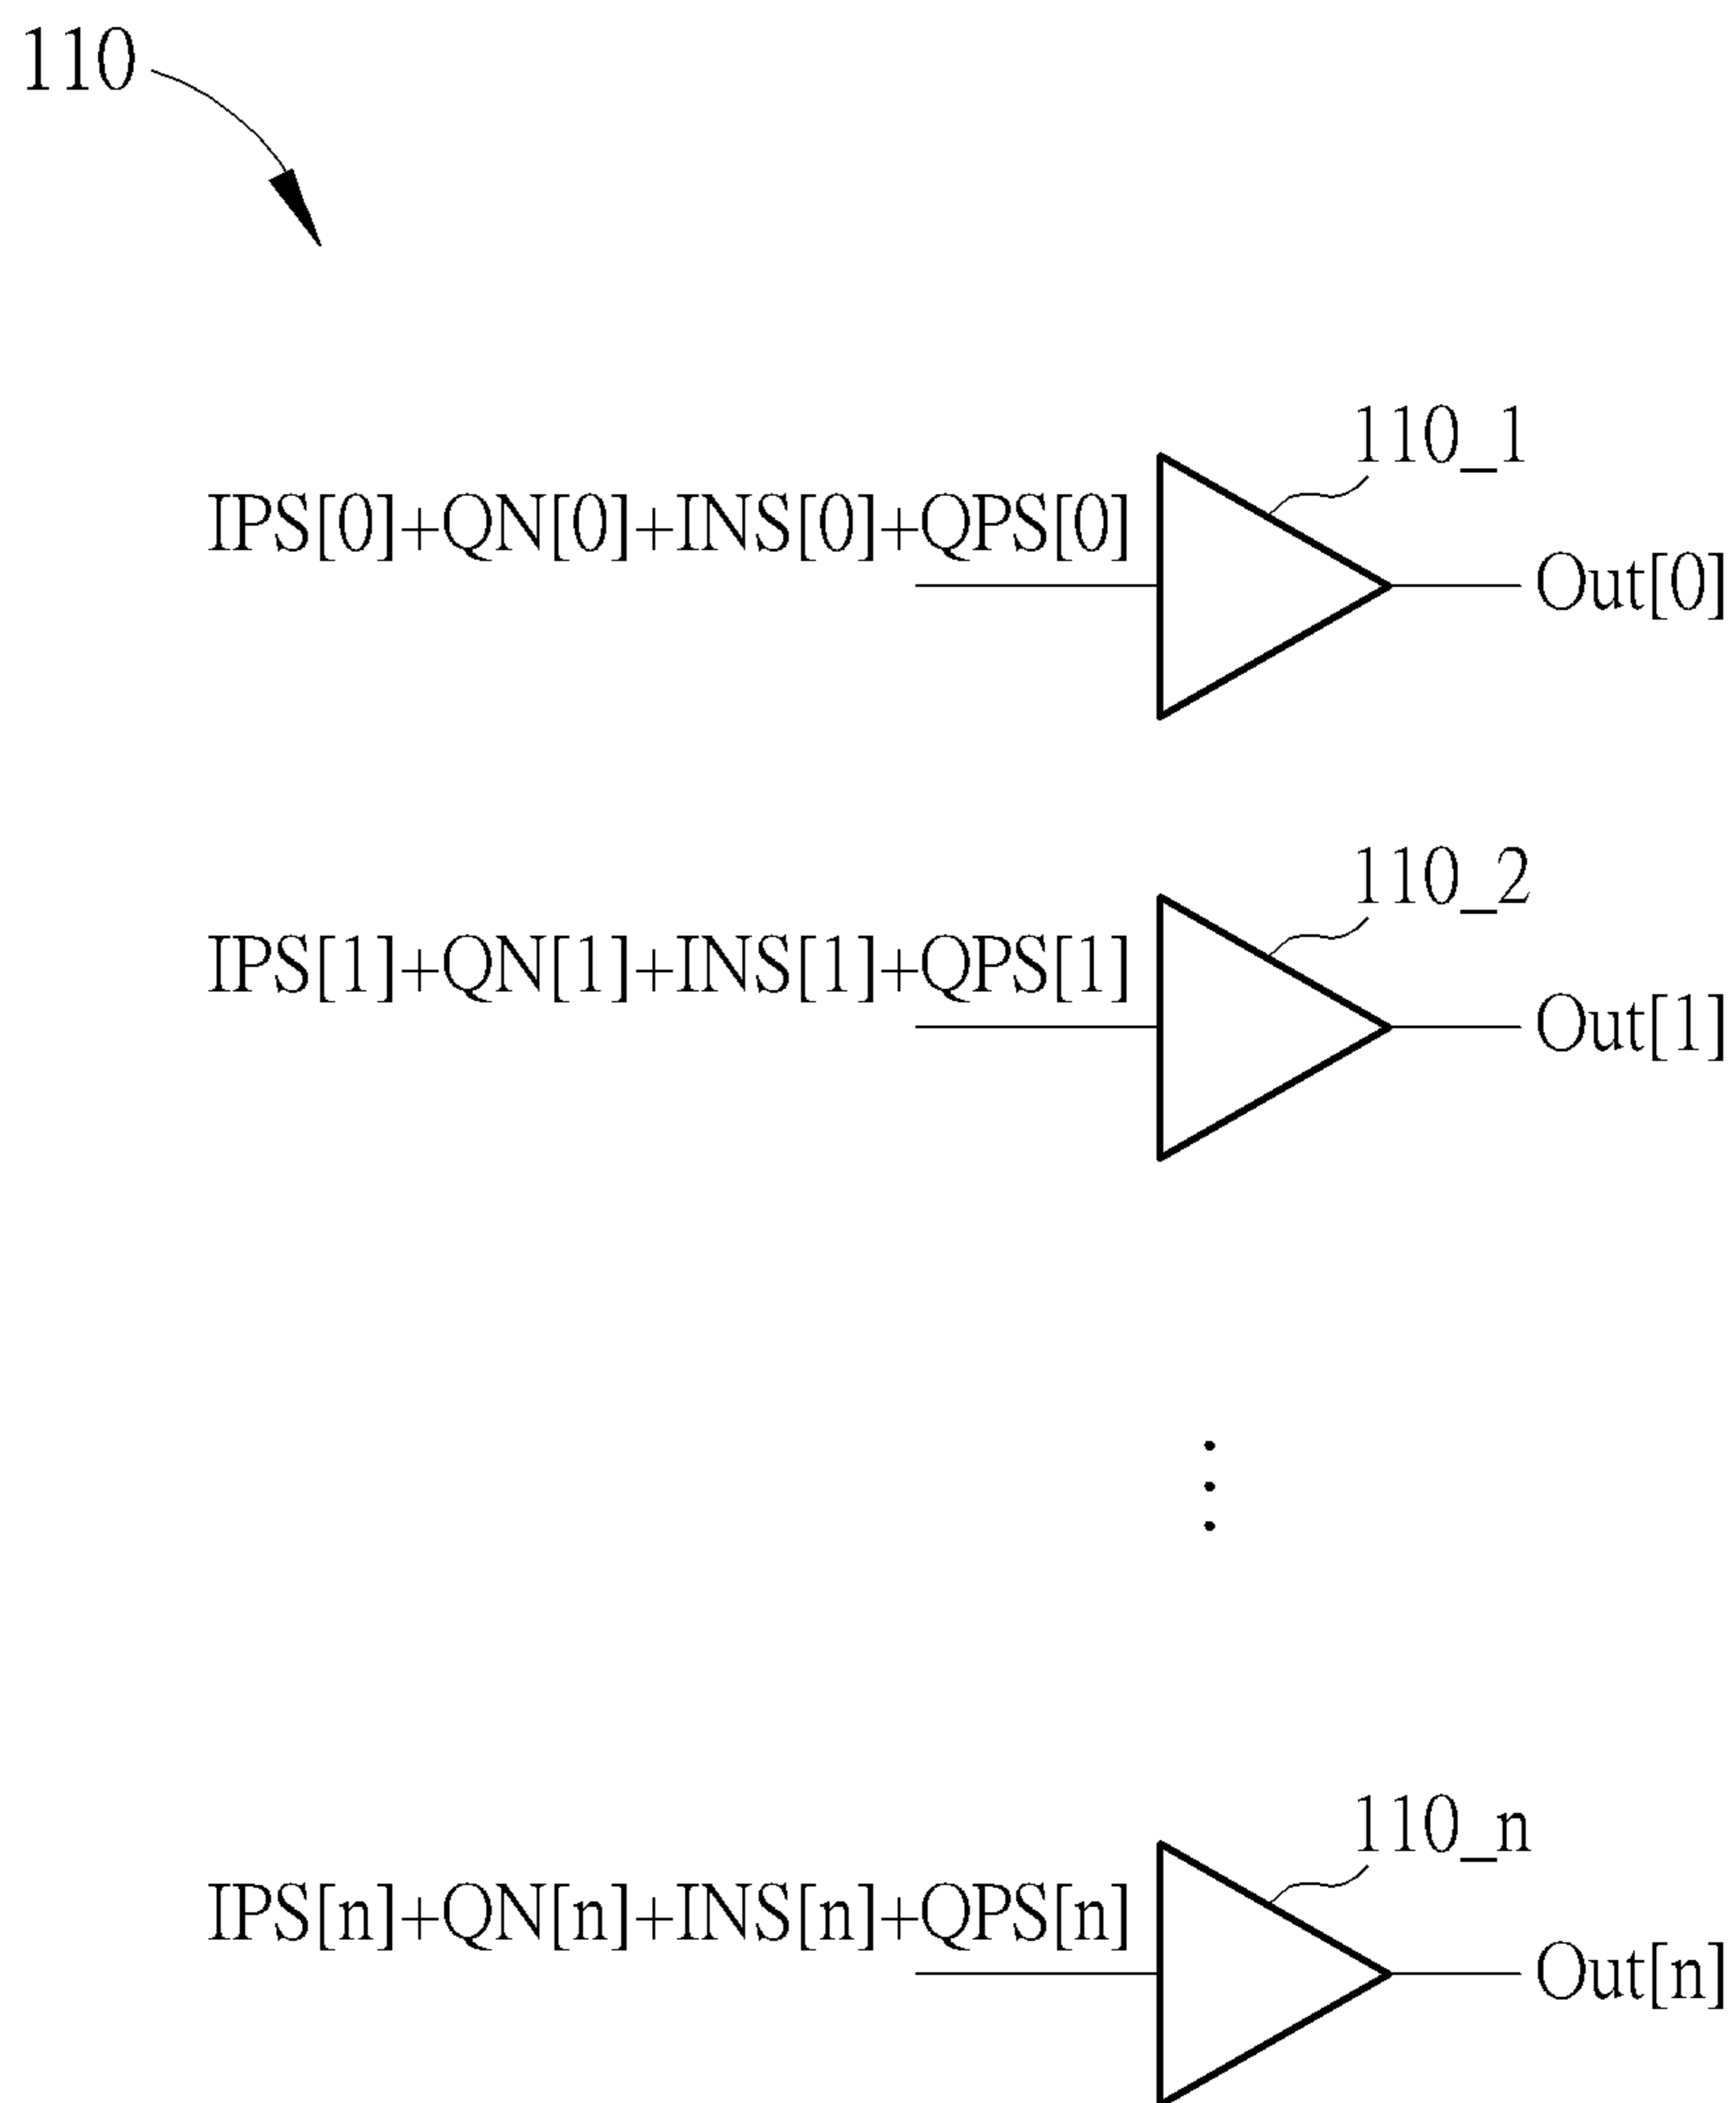 110
110_1
IPS[0]+QN[0]+INS[0]+QPS[0]
Out[0]
110_2
IPS[1]+QN[1]+INS[1]+QPS[1]
Out[1]
110_n
IPS[n]+QN[n]+INS[n]+QPS[n]
Out[n]